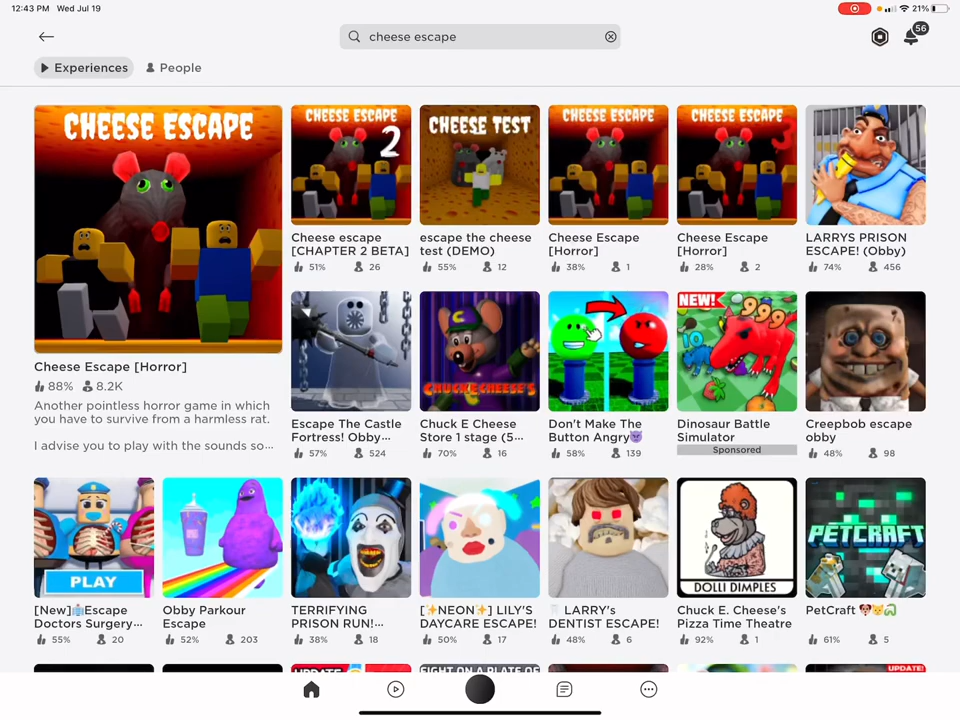 12:43 PM Wed Jul 19
21%
cheese escape
56
Experiences
People
CHEESE ESCAPE
CHEESE ESCAPE
2
CHEESE TEST
CHEESE ESCAPE
CHEESE ESCAPE
3
Cheese escape
[CHAPTER 2 BETA]
51% 26
escape the cheese
test (DEMO)
55% 12
Cheese Escape
[Horror]
38% 1
Cheese Escape
[Horror]
28% 2
LARRYS PRISON
ESCAPE! (Obby)
74% 456
Cheese Escape [Horror]
88% 8.2K
Another pointless horror game in which
you have to survive from a harmless rat.
I advise you to play with the sounds so...
CHUCK E CHEESE'S
NEW!
999
10
Escape The Castle
Fortress! Obby...
57% 524
Chuck E Cheese
Store 1 stage (5...
70% 16
Don't Make The
Button Angry😈
58% 139
Dinosaur Battle
Simulator
Sponsored
Creepbob escape
obby
48% 98
PLAY
DOLLI DIMPLES
PETCRAFT
[New]🏥Escape
Doctors Surgery...
55% 20
Obby Parkour
Escape
52% 203
TERRIFYING
PRISON RUN!...
38% 18
[✨NEON✨] LILY'S
DAYCARE ESCAPE!
50% 17
🦷 LARRY's
DENTIST ESCAPE!
48% 6
Chuck E. Cheese's
Pizza Time Theatre
92% 1
PetCraft 🐶🐱🐍
61% 5
FIGHT ON A PLATE OF
UPDATE!